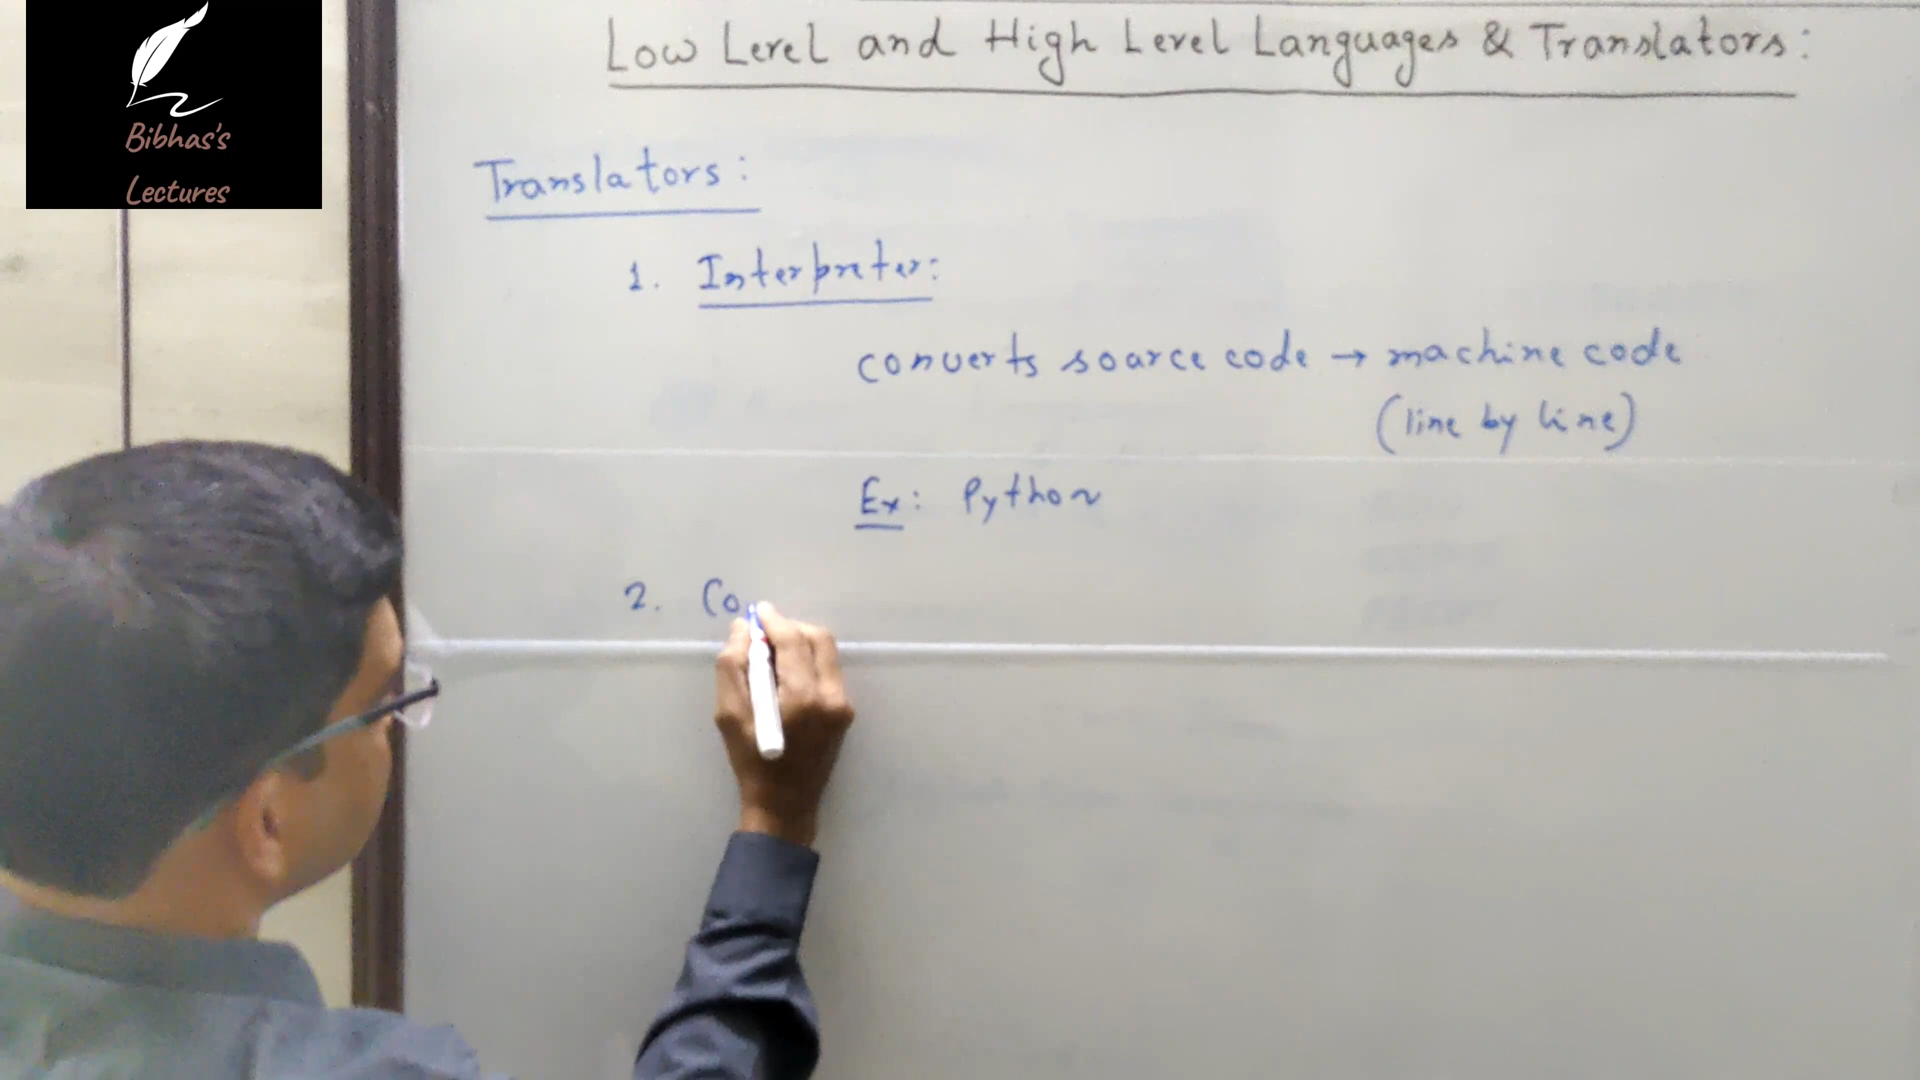 Bibhas's
Lectures
Low Level and High Level Languages & Translators:
Translators:
1. Interpreter:
converts source code → machine code
(line by line)
Ex: Python
2. Co